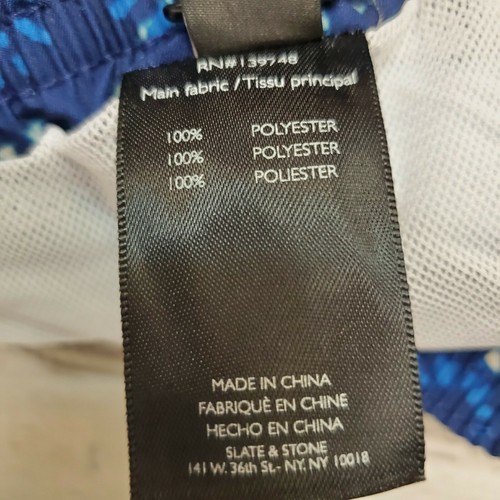 RN#139748
Main fabric / Tissu principal
100% POLYESTER
100% POLYESTER
100% POLIESTER
MADE IN CHINA
FABRIQUÈ EN CHINE
HECHO EN CHINA
SLATE & STONE
141 W. 36th St.- NY, NY 10018